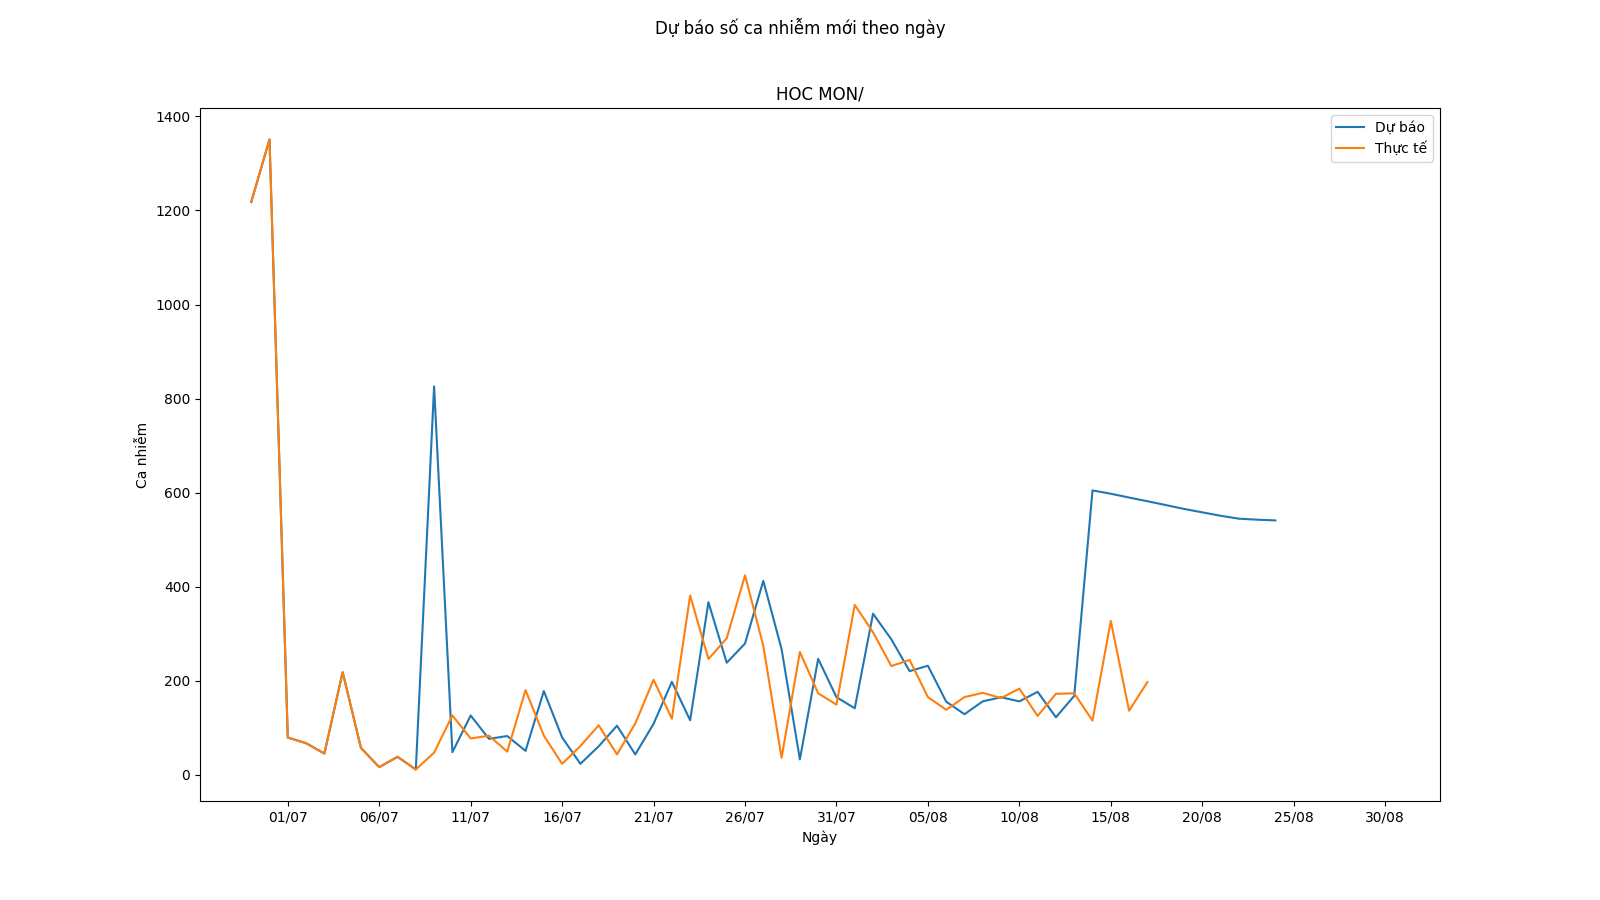 Dự báo số ca nhiễm mới theo ngày
HOC MON/
Dự báo
Thực tế
1400
1200
1000
800
600
400
200
0
Ca nhiễm
01/07 06/07 11/07 16/07 21/07 26/07 31/07 05/08 10/08 15/08 20/08 25/08 30/08
Ngày